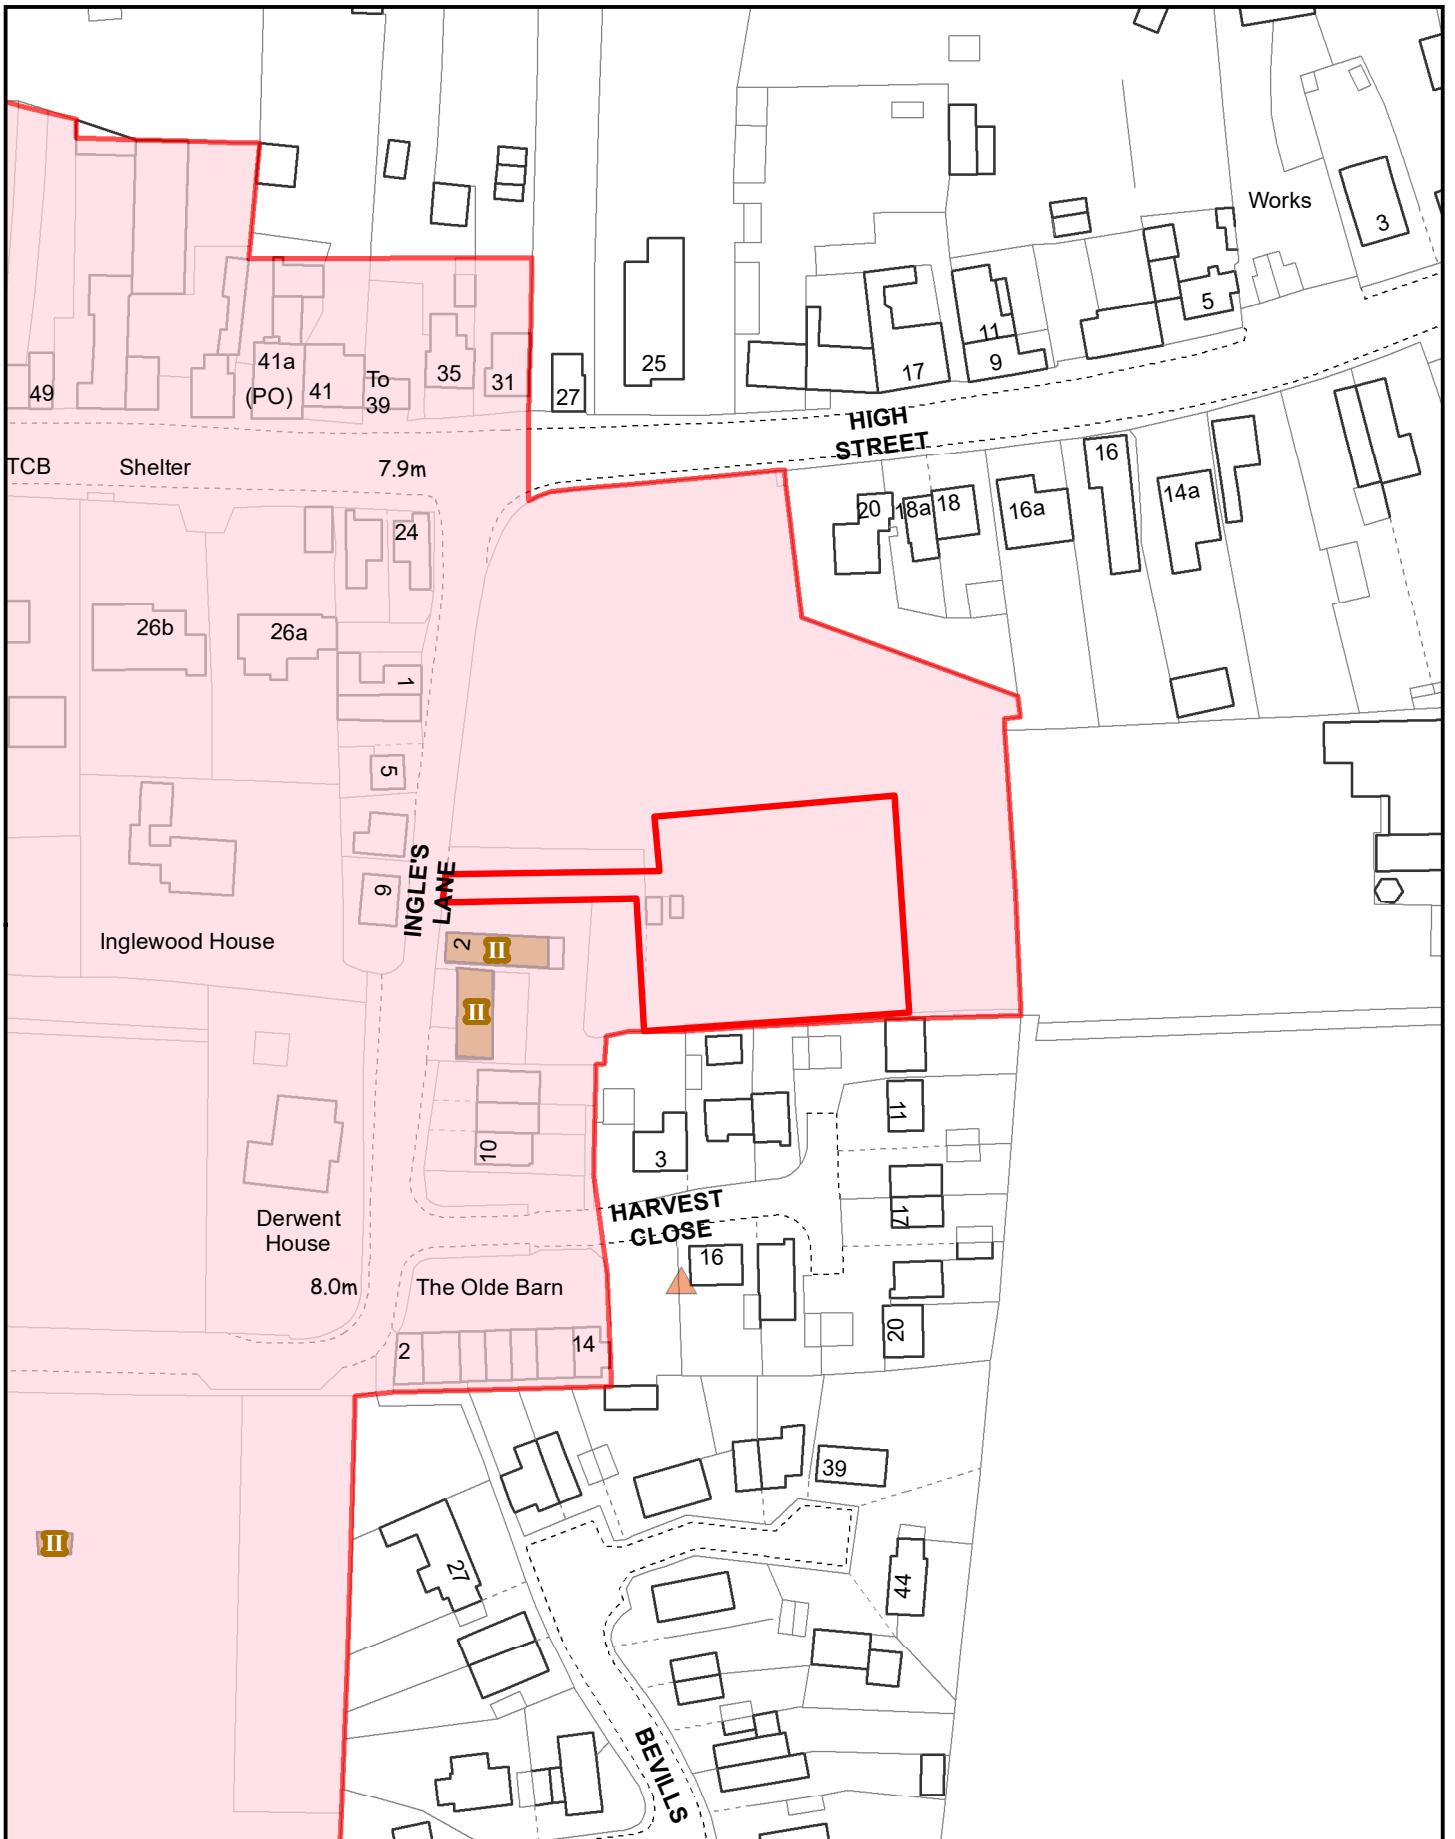 Works
3
5
11
9
17
25
27
31
35
To
39
41
41a
(PO)
49
HIGH
STREET
TCB
Shelter
7.9m
16
14a
16a
18
18a
20
24
26b
26a
1
5
6
INGLE'S
LANE
Inglewood House
2
II
II
10
11
3
17
HARVEST
CLOSE
Derwent
House
16
8.0m
The Olde Barn
20
2
14
39
II
27
44
BEVILLS